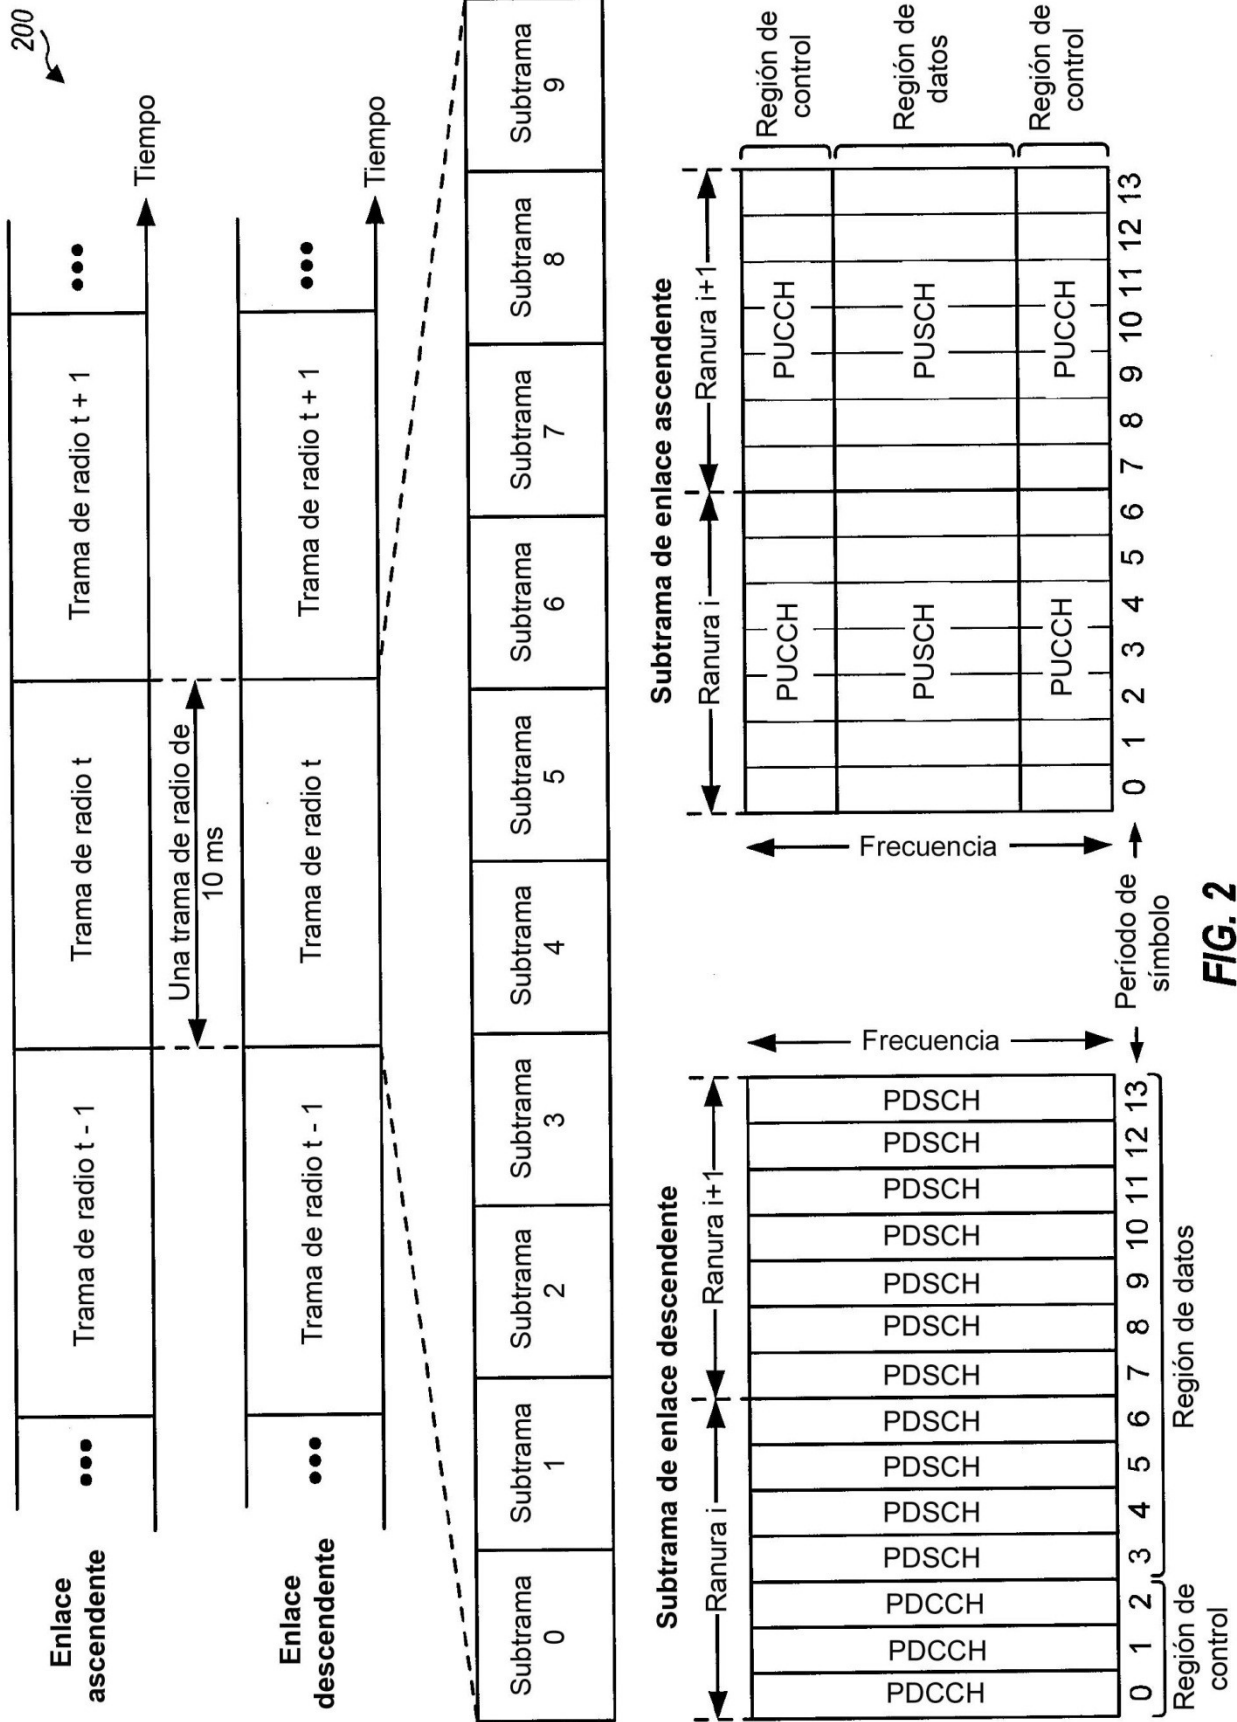 200
Enlace
ascendente
•••
Trama de radio t - 1
Trama de radio t
Trama de radio t + 1
•••
Tiempo
Una trama de radio de
10 ms
Enlace
descendente
•••
Trama de radio t - 1
Trama de radio t
Trama de radio t + 1
•••
Tiempo
Subtrama
0
Subtrama
1
Subtrama
2
Subtrama
3
Subtrama
4
Subtrama
5
Subtrama
6
Subtrama
7
Subtrama
8
Subtrama
9
Subtrama de enlace descendente
Ranura i
Ranura i+1
PDCCH
PDCCH
PDCCH
PDSCH
PDSCH
PDSCH
PDSCH
PDSCH
PDSCH
PDSCH
PDSCH
PDSCH
PDSCH
PDSCH
Frecuencia
0 1 2 3 4 5 6 7 8 9 10 11 12 13
Región de
control
Región de datos
Período de
símbolo
Subtrama de enlace ascendente
Ranura i
Ranura i+1
Frecuencia
PUCCH
PUCCH
PUSCH
PUSCH
PUCCH
PUCCH
Región de
control
Región de
datos
Región de
control
0 1 2 3 4 5 6 7 8 9 10 11 12 13
FIG. 2